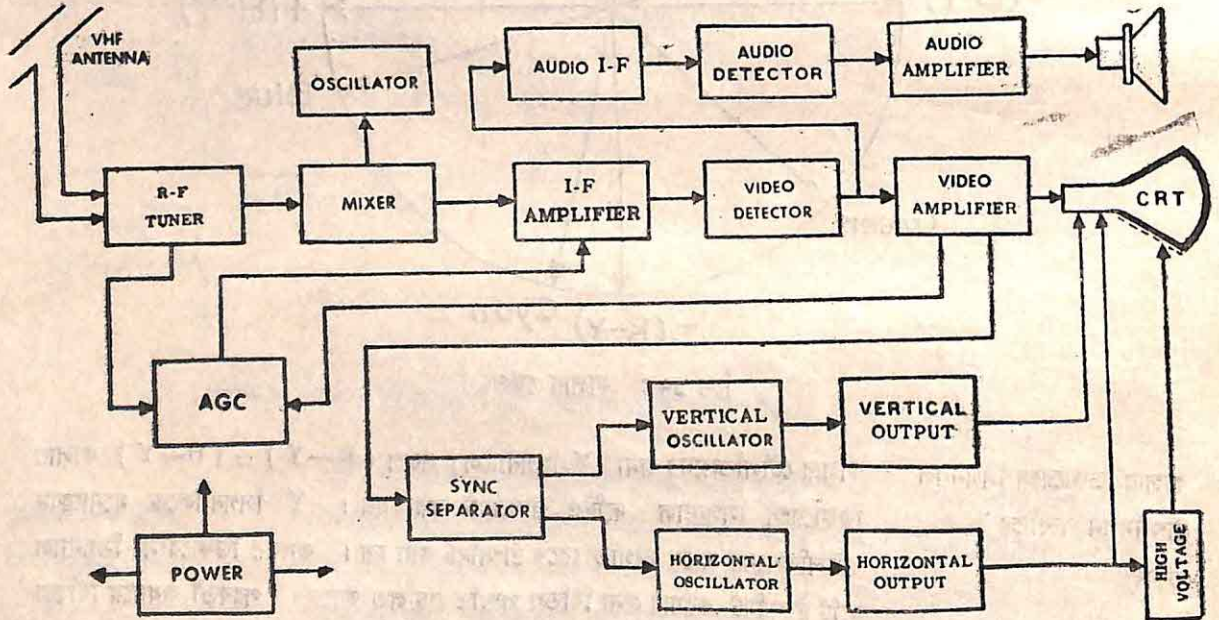 VHF
ANTENNA
OSCILLATOR
AUDIO I-F
AUDIO
DETECTOR
AUDIO
AMPLIFIER
R-F
TUNER
MIXER
I-F
AMPLIFIER
VIDEO
DETECTOR
VIDEO
AMPLIFIER
CRT
AGC
VERTICAL
OSCILLATOR
VERTICAL
OUTPUT
SYNC
SEPARATOR
POWER
HORIZONTAL
OSCILLATOR
HORIZONTAL
OUTPUT
HIGH
VOLTAGE